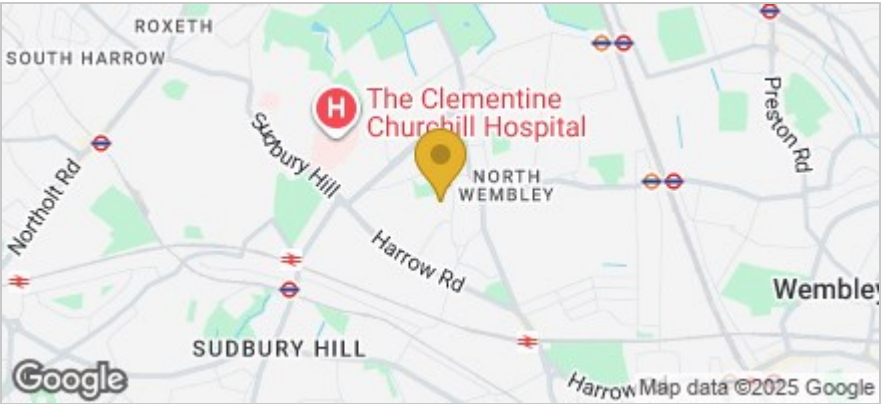 ROXETH
SOUTH HARROW
H
The Clementine
Churchill Hospital
Sudbury Hill
Preston Rd
NORTH
WEMBLEY
Northolt Rd
Harrow Rd
Wembley
SUDBURY HILL
Google
Harrow
Map data ©2025 Google